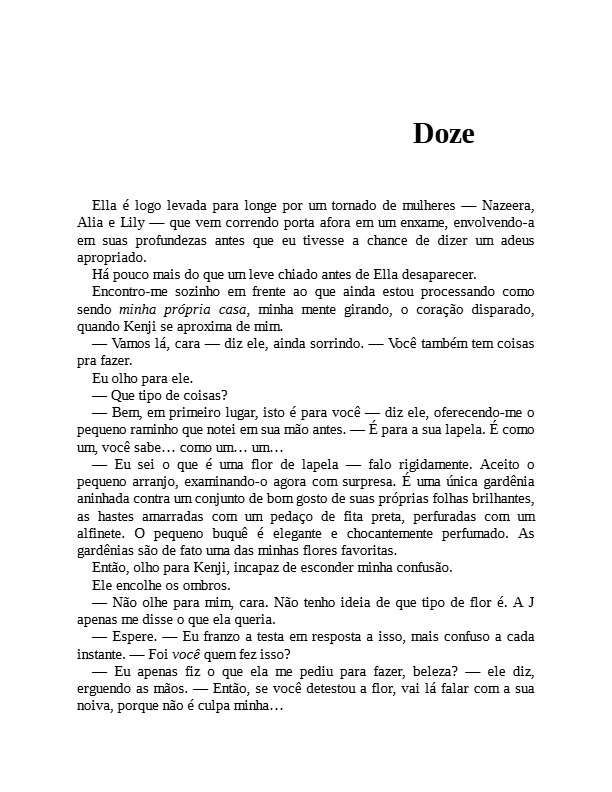 Doze
Ella é logo levada para longe por um tornado de mulheres — Nazeera,
Alia e Lily — que vem correndo porta afora em um enxame, envolvendo-a
em suas profundezas antes que eu tivesse a chance de dizer um adeus
apropriado.
Há pouco mais do que um leve chiado antes de Ella desaparecer.
Encontro-me sozinho em frente ao que ainda estou processando como
sendo minha própria casa, minha mente girando, o coração disparado,
quando Kenji se aproxima de mim.
— Vamos lá, cara — diz ele, ainda sorrindo. — Você também tem coisas
pra fazer.
Eu olho para ele.
— Que tipo de coisas?
— Bem, em primeiro lugar, isto é para você — diz ele, oferecendo-me o
pequeno raminho que notei em sua mão antes. — É para a sua lapela. É como
um, você sabe… como um… um…
— Eu sei o que é uma flor de lapela — falo rigidamente. Aceito o
pequeno arranjo, examinando-o agora com surpresa. É uma única gardênia
aninhada contra um conjunto de bom gosto de suas próprias folhas brilhantes,
as hastes amarradas com um pedaço de fita preta, perfuradas com um
alfinete. O pequeno buquê é elegante e chocantemente perfumado. As
gardênias são de fato uma das minhas flores favoritas.
Então, olho para Kenji, incapaz de esconder minha confusão.
Ele encolhe os ombros.
— Não olhe para mim, cara. Não tenho ideia de que tipo de flor é. A J
apenas me disse o que ela queria.
— Espere. — Eu franzo a testa em resposta a isso, mais confuso a cada
instante. — Foi você quem fez isso?
— Eu apenas fiz o que ela me pediu para fazer, beleza? — ele diz,
erguendo as mãos. — Então, se você detestou a flor, vai lá falar com a sua
noiva, porque não é culpa minha…